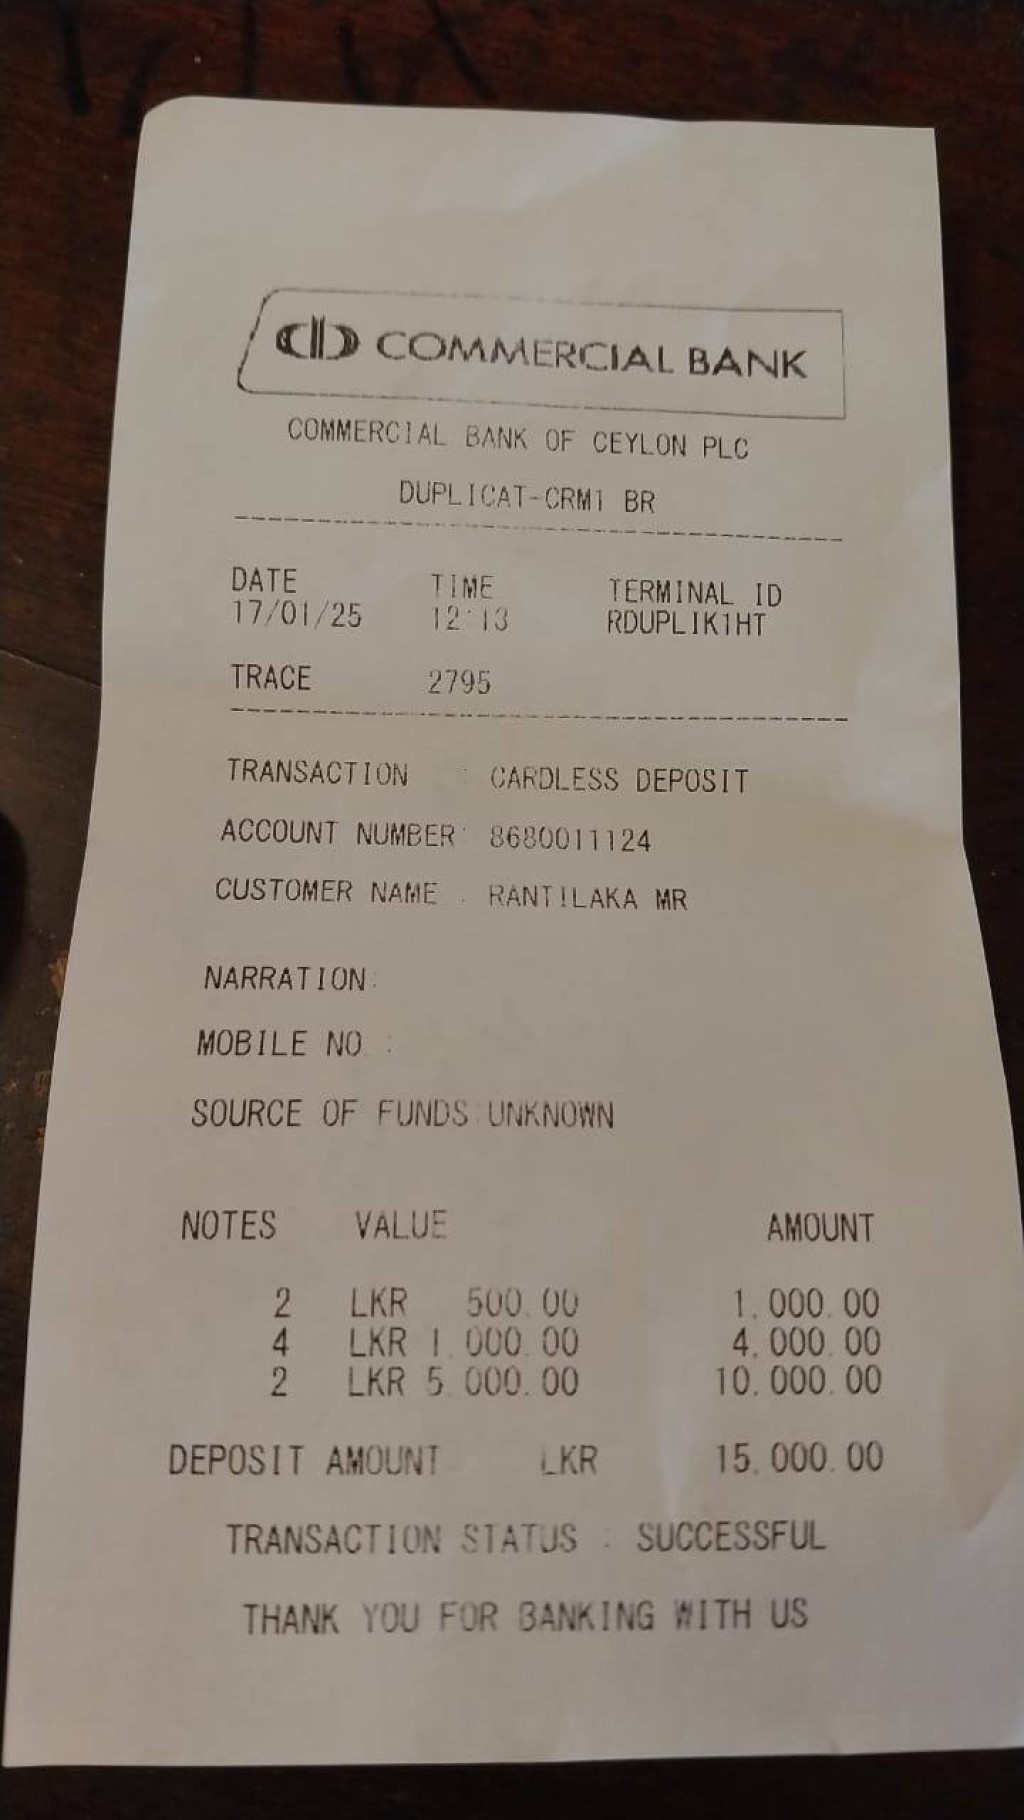 COMMERCIAL BANK
COMMERCIAL BANK OF CEYLON PLC
DUPLICAT-CRM1 BR
DATE TIME TERMINAL ID
17/01/25 12:13 RDUPLIK1HT
TRACE 2795
TRANSACTION : CARDLESS DEPOSIT
ACCOUNT NUMBER: 8680011124
CUSTOMER NAME : RANTILAKA MR
NARRATION:
MOBILE NO :
SOURCE OF FUNDS:UNKNOWN
NOTES VALUE AMOUNT
2 LKR 500.00 1,000.00
4 LKR 1,000.00 4,000.00
2 LKR 5,000.00 10,000.00
DEPOSIT AMOUNT LKR 15,000.00
TRANSACTION STATUS : SUCCESSFUL
THANK YOU FOR BANKING WITH US